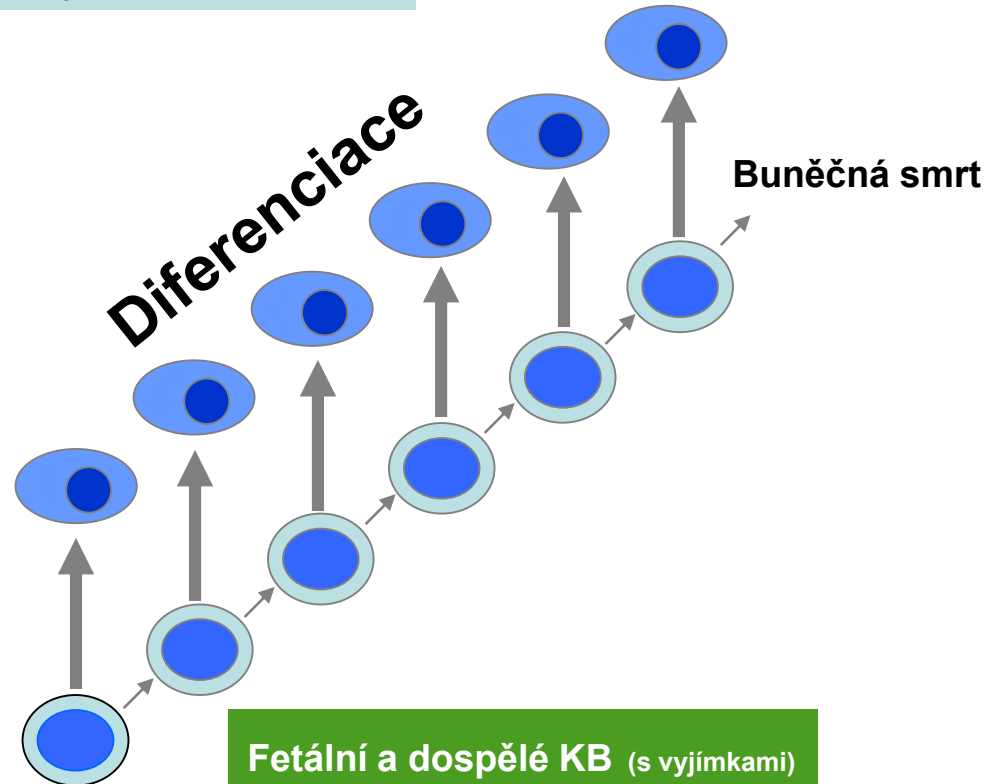 Diferenciace
Buněčná smrt
Fetální a dospělé KB (s vyjímkami)